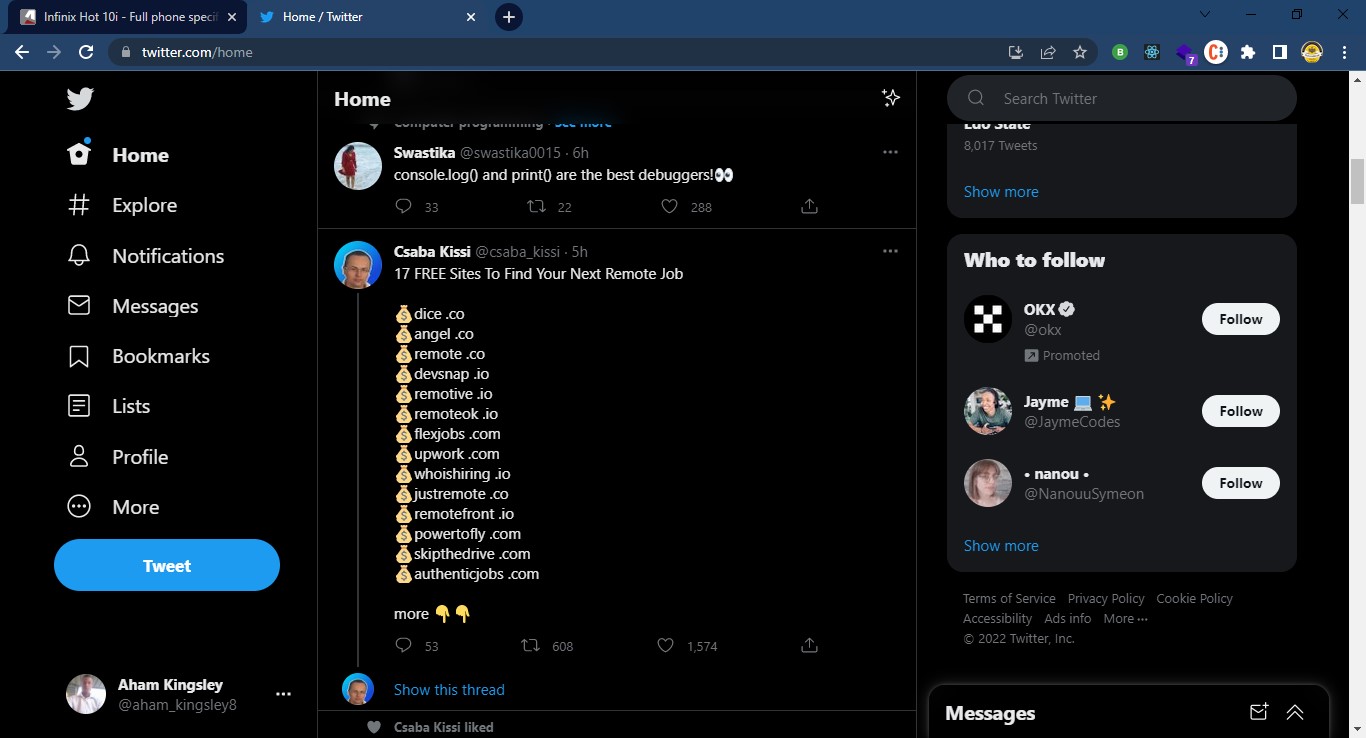 Infinix Hot 10i - Full phone specif
Home / Twitter
twitter.com/home
B
7
Home
Explore
Notifications
Messages
Bookmarks
Lists
Profile
More
Tweet
Aham Kingsley
@aham_kingsley8
Home
Computer programming · See more
Swastika @swastika0015 · 6h
console.log() and print() are the best debuggers!👀
33 22 288
Csaba Kissi @csaba_kissi · 5h
17 FREE Sites To Find Your Next Remote Job
💰dice .co
💰angel .co
💰remote .co
💰devsnap .io
💰remotive .io
💰remoteok .io
💰flexjobs .com
💰upwork .com
💰whoishiring .io
💰justremote .co
💰remotefront .io
💰powertofly .com
💰skipthedrive .com
💰authenticjobs .com
more 👇👇
53 608 1,574
Show this thread
Csaba Kissi liked
Search Twitter
Edo State
8,017 Tweets
Show more
Who to follow
OKX
@okx
Promoted
Follow
Jayme 💻 ✨
@JaymeCodes
Follow
• nanou •
@NanouuSymeon
Follow
Show more
Terms of Service Privacy Policy Cookie Policy
Accessibility Ads info More ···
© 2022 Twitter, Inc.
Messages